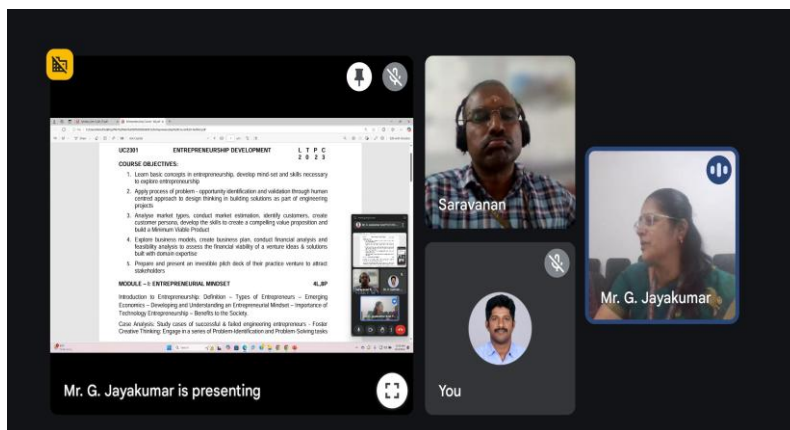 UC2301 ENTREPRENEURSHIP DEVELOPMENT L T P C
2 0 2 3
COURSE OBJECTIVES:
1. Learn basic concepts in entrepreneurship, develop mind-set and skills necessary
to explore entrepreneurship
2. Apply process of problem - opportunity identification and validation through human
centred approach to design thinking in building solutions as part of engineering
projects
3. Analyse market types, conduct market estimation, identify customers, create
customer persona, develop the skills to create a compelling value proposition and
build a Minimum Viable Product
4. Explore business models, create business plan, conduct financial analysis and
feasibility analysis to assess the financial viability of a venture ideas & solutions
built with domain expertise
5. Prepare and present an investible pitch deck of their practice venture to attract
stakeholders
MODULE – I: ENTREPRENEURIAL MINDSET 4L,8P
Introduction to Entrepreneurship: Definition – Types of Entrepreneurs – Emerging
Economies – Developing and Understanding an Entrepreneurial Mindset – Importance of
Technology Entrepreneurship – Benefits to the Society.
Case Analysis: Study cases of successful & failed engineering entrepreneurs - Foster
Creative Thinking: Engage in a series of Problem-Identification and Problem-Solving tasks
Mr. G. Jayakumar is presenting
Saravanan
You
Mr. G. Jayakumar